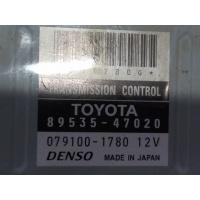 TRANSMISSION CONTROL
TOYOTA
89535-47020
079100-1780 12V
DENSO MADE IN JAPAN